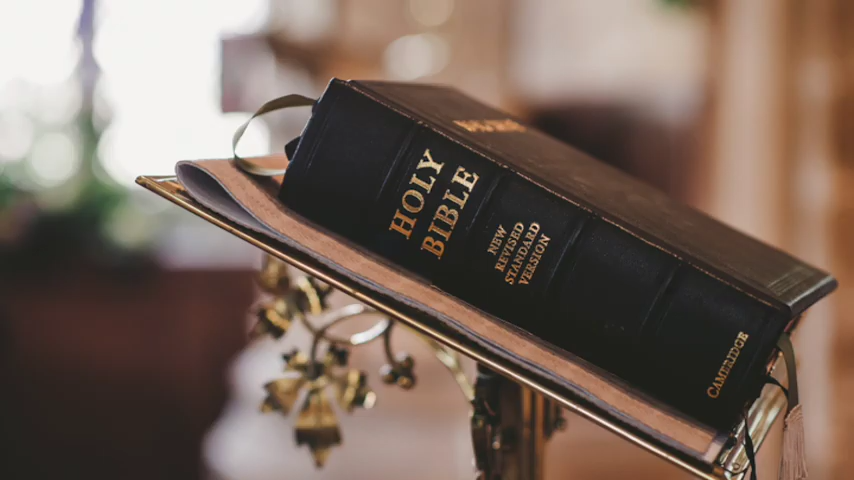 HOLY
BIBLE
NEW
REVISED
STANDARD
VERSION
CAMBRIDGE